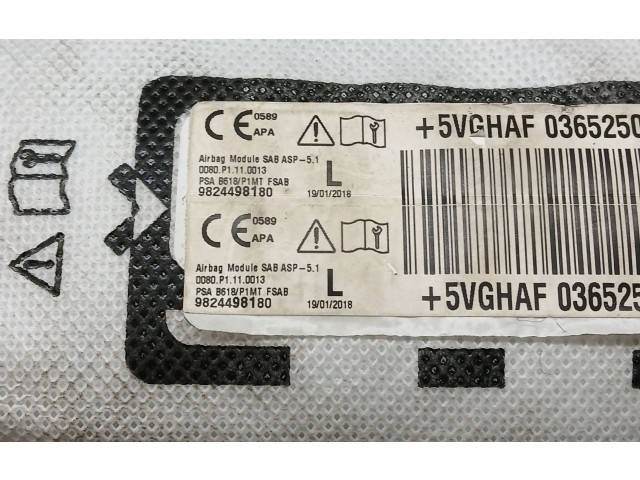 CE 0589
APA
Airbag Module SAB ASP-5.1
0080.P1.11.0013
PSA B618/P1MT FSAB
9824498180
L
19/01/2018
+5VGHAF 0365250
CE 0589
APA
Airbag Module SAB ASP-5.1
0080.P1.11.0013
PSA B618/P1MT FSAB
9824498180
L
19/01/2018
+5VGHAF 036525